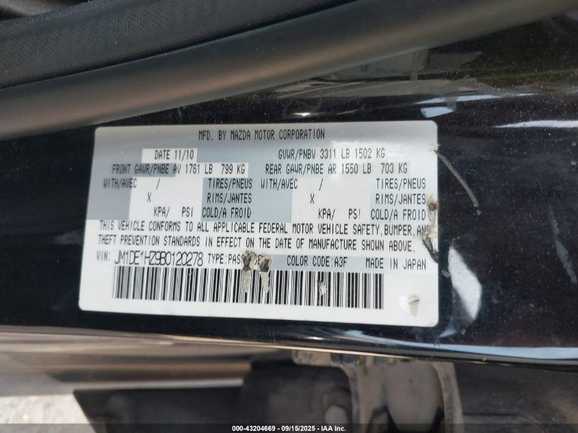 MFD. BY MAZDA MOTOR CORPORATION
DATE 11/10 GVWR/PNBV 3311 LB 1502 KG
FRONT GAWR/PNBE AV 1761 LB 799 KG REAR GAWR/PNBE AR 1550 LB 703 KG
WITH/AVEC / TIRES/PNEUS WITH/AVEC / TIRES/PNEUS
X RIMS/JANTES X RIMS/JANTES
KPA/ PSI COLD/A FROID KPA/ PSI COLD/A FROID
THIS VEHICLE CONFORMS TO ALL APPLICABLE FEDERAL MOTOR VEHICLE SAFETY, BUMPER, AND
THEFT PREVENTION STANDARDS IN EFFECT ON THE DATE OF MANUFACTURE SHOWN ABOVE.
VIN: JM1DE1HZ9B0120278 TYPE:PASS COLOR CODE:A3F MADE IN JAPAN
000-43204669 - 09/15/2025 - IAA Inc.